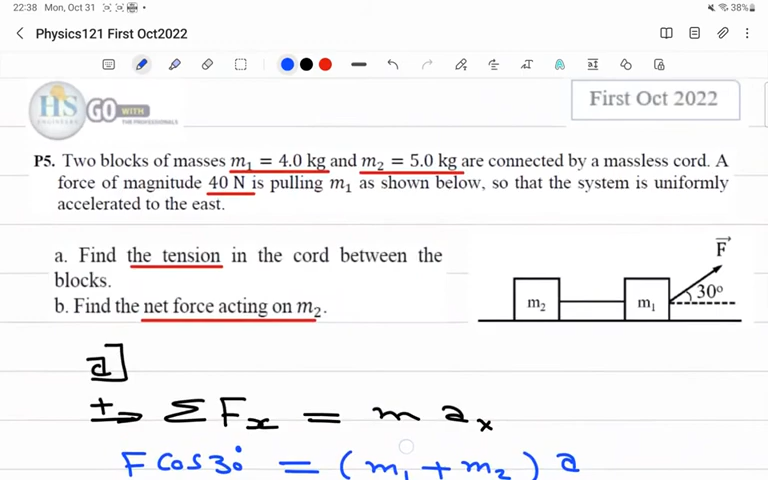 22:38 Mon, Oct 31
38%
Physics121 First Oct2022
HS
ENGINEERS
GO WITH
THE PROFESSIONALS
First Oct 2022
P5. Two blocks of masses m₁ = 4.0 kg and m₂ = 5.0 kg are connected by a massless cord. A
force of magnitude 40 N is pulling m₁ as shown below, so that the system is uniformly
accelerated to the east.
a. Find the tension in the cord between the
blocks.
b. Find the net force acting on m₂.
F⃗
30°
m₂
m₁
a]
+→ ΣFₓ = m aₓ
F cos30° = (m₁ + m₂) a